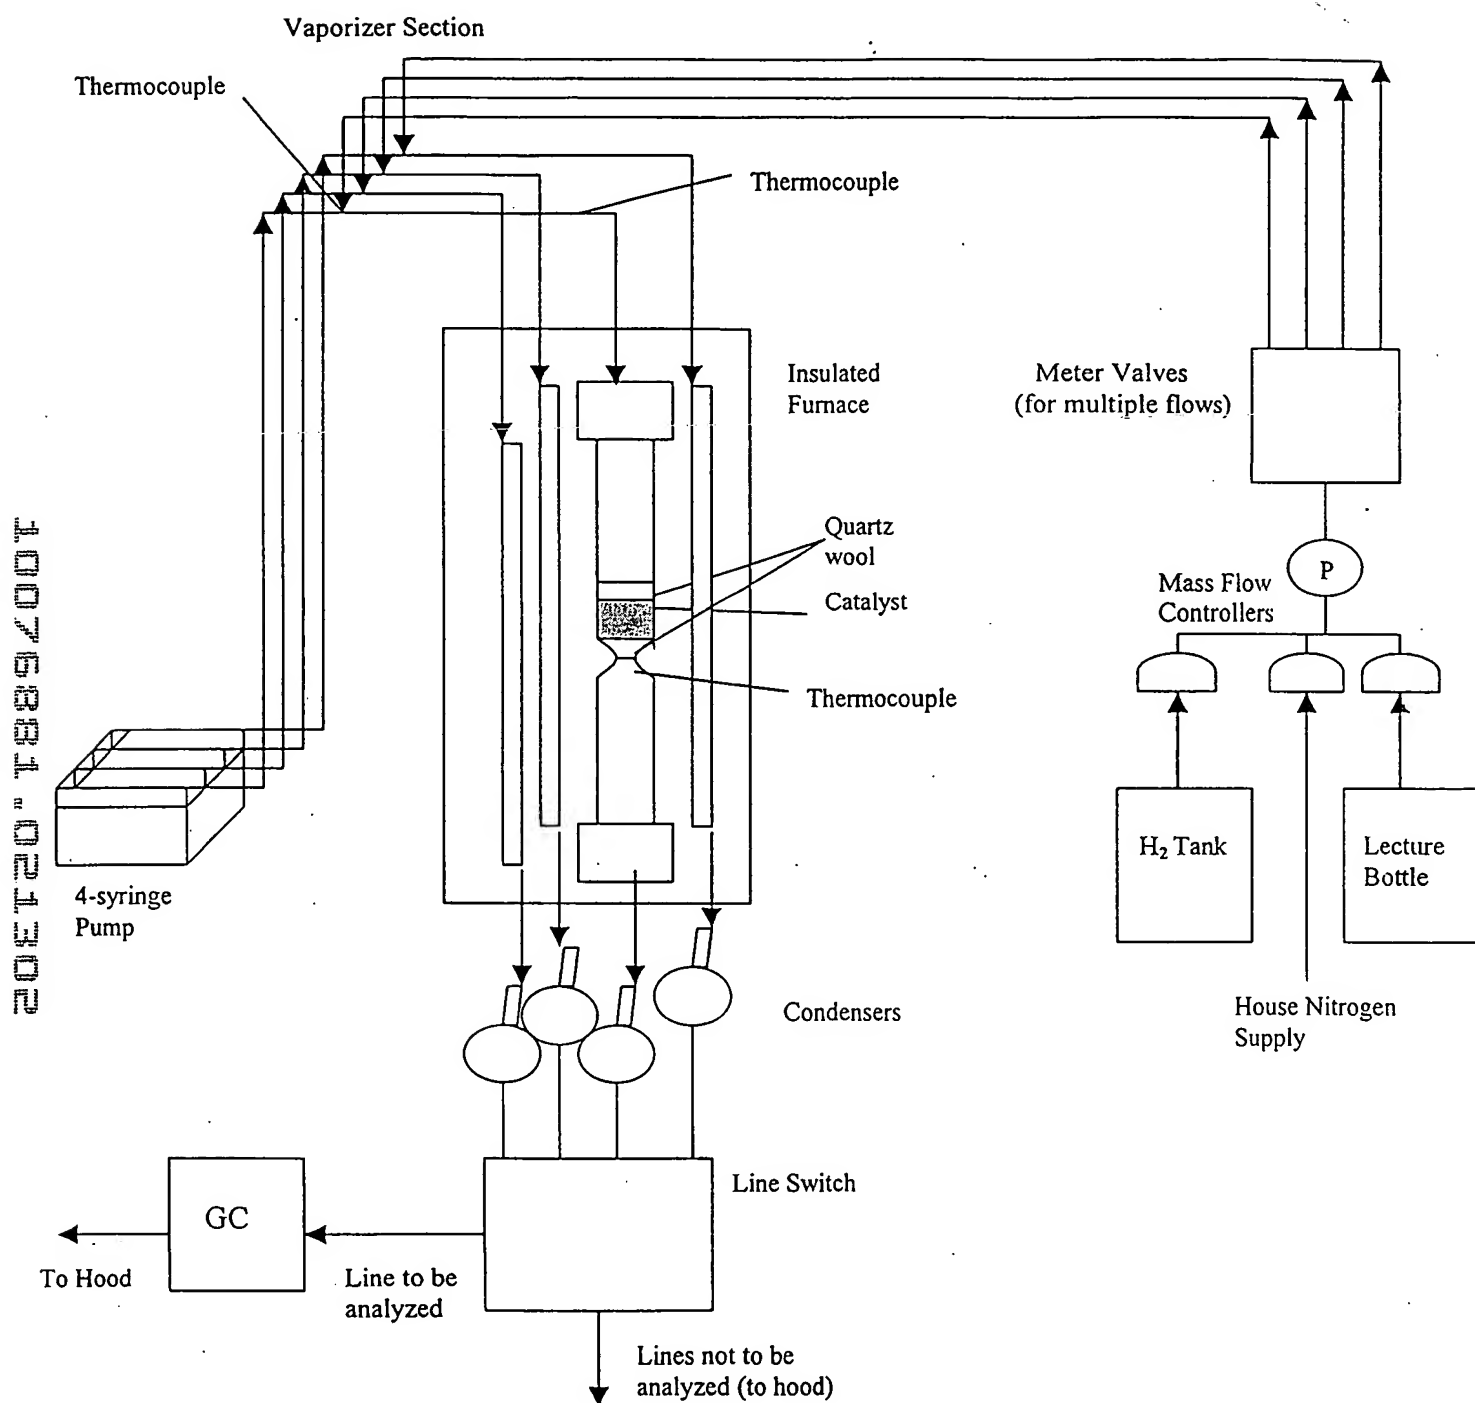 Vaporizer Section
Thermocouple
Thermocouple
Insulated
Furnace
Meter Valves
(for multiple flows)
Quartz
wool
Catalyst
P
Mass Flow
Controllers
Thermocouple
H₂ Tank
Lecture
Bottle
4-syringe
Pump
House Nitrogen
Supply
Condensers
Line Switch
GC
To Hood
Line to be
analyzed
Lines not to be
analyzed (to hood)
10076881.021302